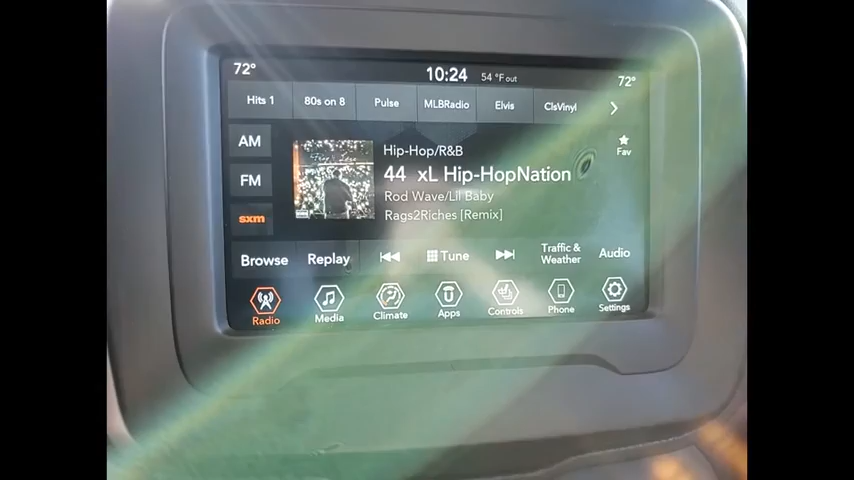 72° 10:24 54 °F out 72°
Hits 1 80s on 8 Pulse MLBRadio Elvis ClsVinyl
AM
FM
sxm
Hip-Hop/R&B
44 xL Hip-HopNation
Rod Wave/Lil Baby
Rags2Riches [Remix]
Fav
Browse Replay Tune Traffic & Weather Audio
Radio Media Climate Apps Controls Phone Settings